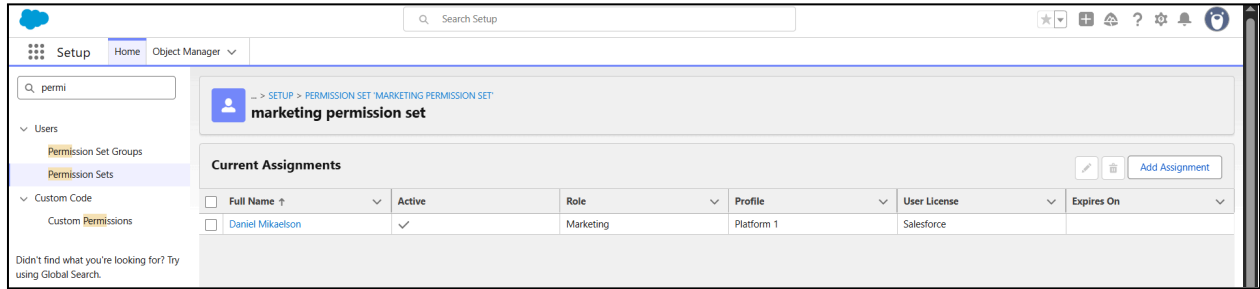 Search Setup
Setup
Home
Object Manager
permi
... > SETUP > PERMISSION SET 'MARKETING PERMISSION SET'
marketing permission set
Users
Permission Set Groups
Permission Sets
Custom Code
Custom Permissions
Didn't find what you're looking for? Try
using Global Search.
Current Assignments
Add Assignment
Full Name ↑ Active Role Profile User License Expires On
Daniel Mikaelson Marketing Platform 1 Salesforce